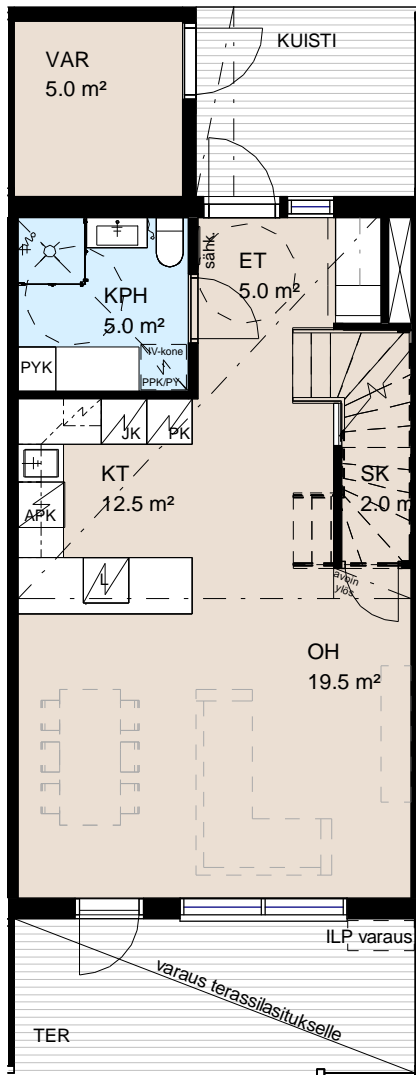 KUISTI
VAR
5.0 m²
sähk
ET
5.0 m²
KPH
5.0 m²
PYK
IV-kone
PPK/PY
JK
PK
KT
12.5 m²
APK
SK
2.0 m
L
avoin
ylös
OH
19.5 m²
ILP varaus
varaus terassilasitukselle
TER